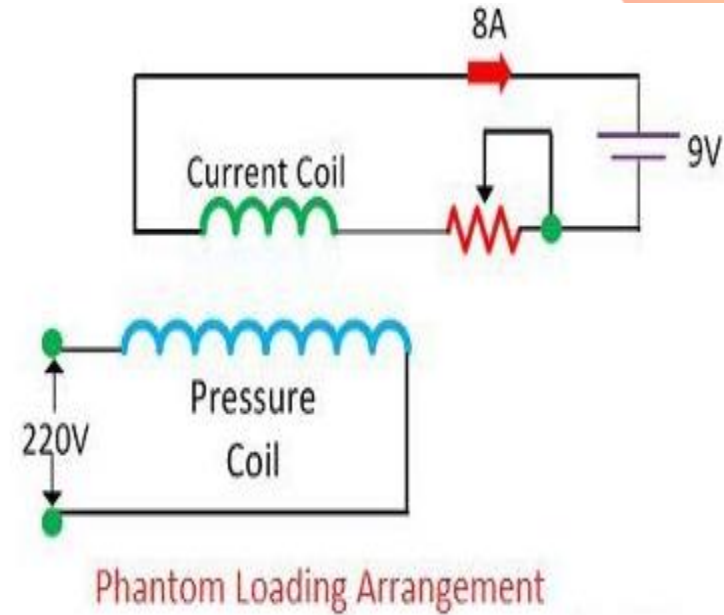 8A
Current Coil
9V
Pressure
Coil
220V
Phantom Loading Arrangement